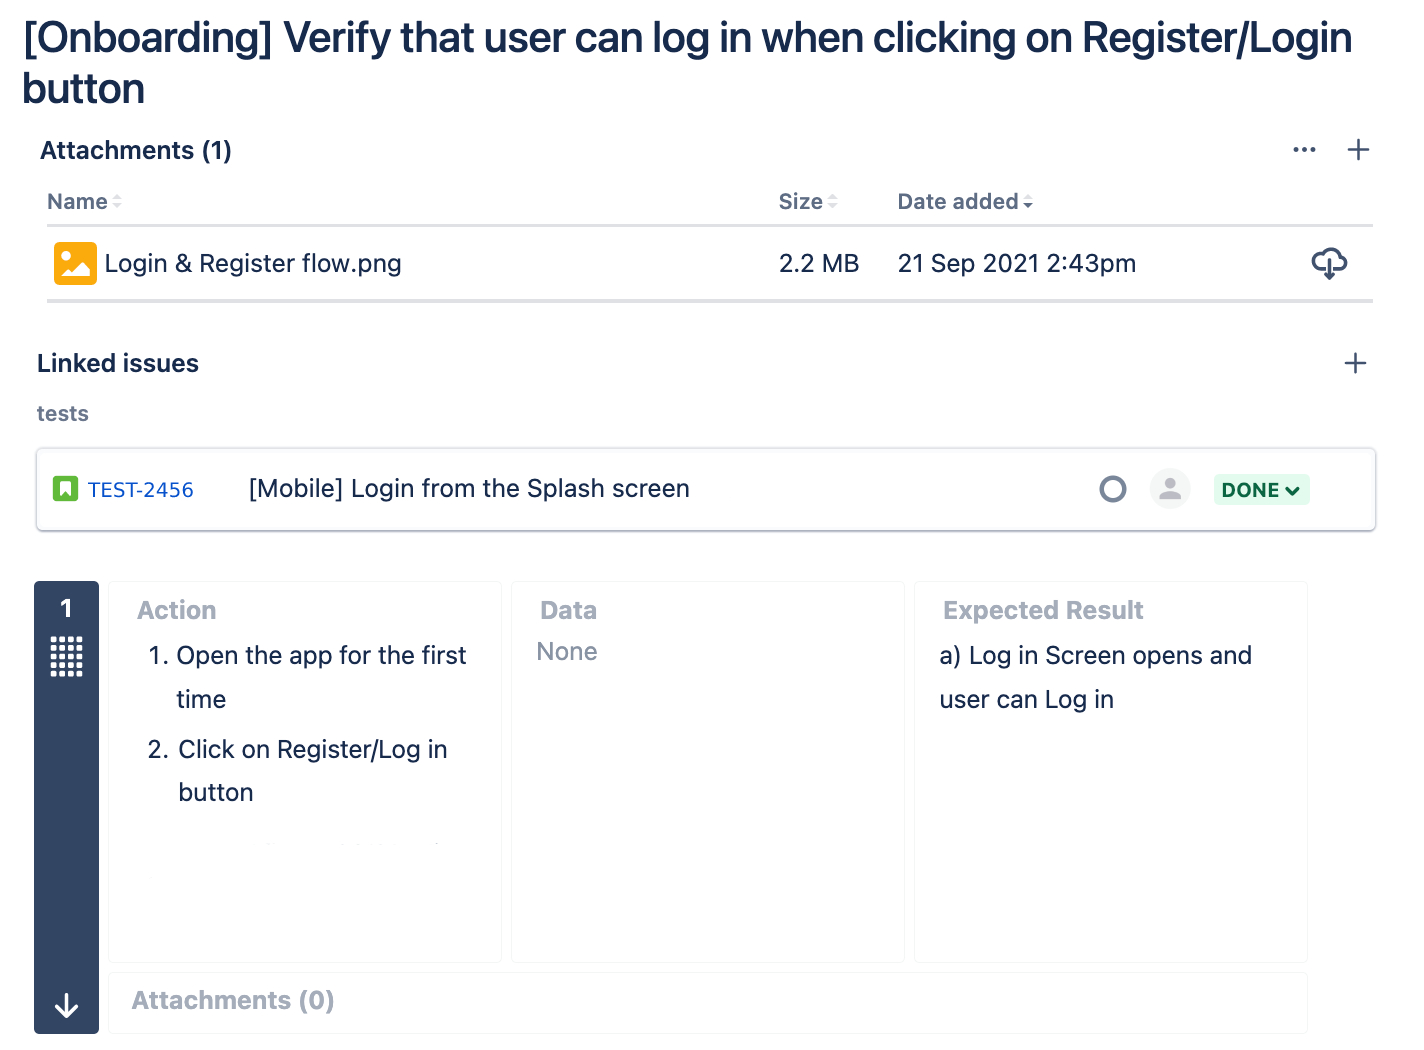 [Onboarding] Verify that user can log in when clicking on Register/Login
button
Attachments (1)
Name Size Date added
Login & Register flow.png 2.2 MB 21 Sep 2021 2:43pm
Linked issues
tests
TEST-2456 [Mobile] Login from the Splash screen DONE
1
Action
1. Open the app for the first
time
2. Click on Register/Log in
button
Data
None
Expected Result
a) Log in Screen opens and
user can Log in
Attachments (0)